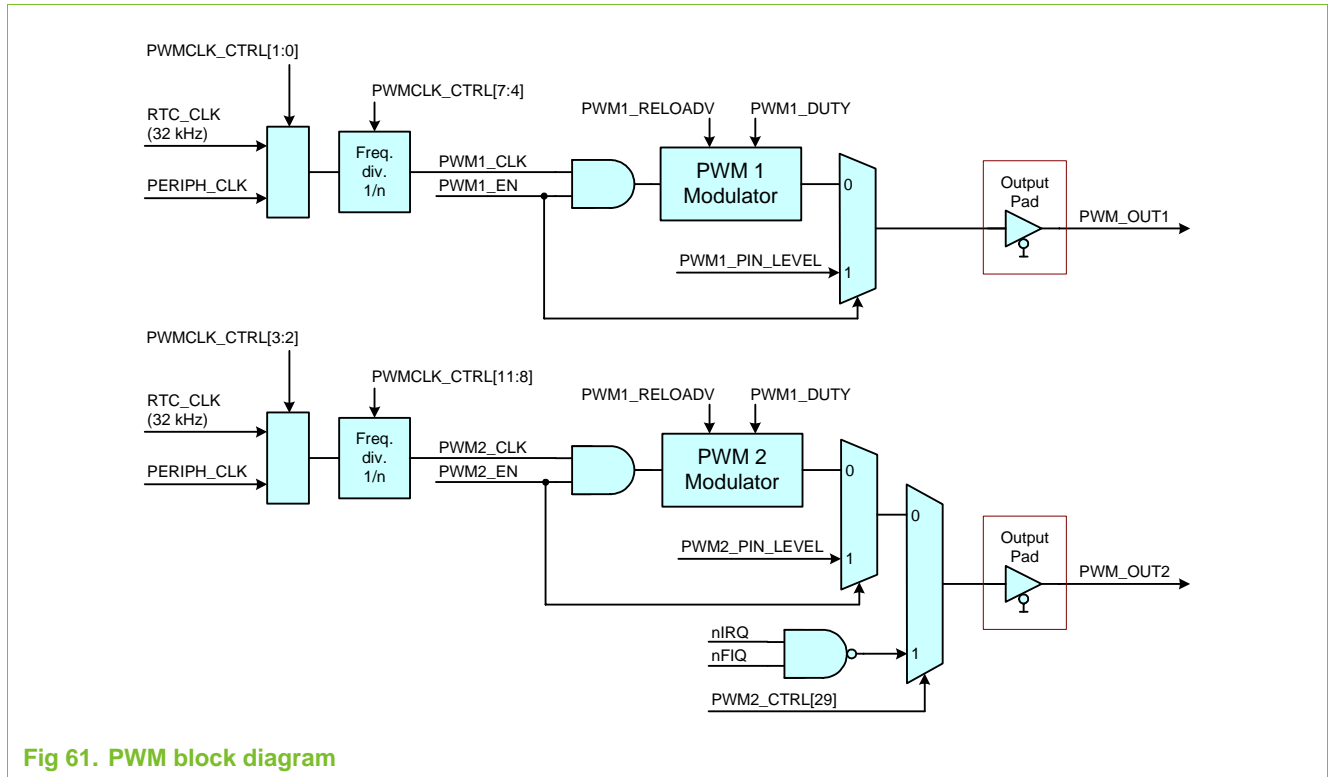 PWMCLK_CTRL[1:0]
PWMCLK_CTRL[7:4]
RTC_CLK
(32 kHz)
PERIPH_CLK
Freq.
div.
1/n
PWM1_CLK
PWM1_EN
PWM1_RELOADV
PWM1_DUTY
PWM 1
Modulator
0
PWM1_PIN_LEVEL
1
Output
Pad
PWM_OUT1
PWMCLK_CTRL[3:2]
PWMCLK_CTRL[11:8]
RTC_CLK
(32 kHz)
PERIPH_CLK
Freq.
div.
1/n
PWM2_CLK
PWM2_EN
PWM1_RELOADV
PWM1_DUTY
PWM 2
Modulator
0
PWM2_PIN_LEVEL
1
0
nIRQ
nFIQ
1
PWM2_CTRL[29]
Output
Pad
PWM_OUT2
Fig 61. PWM block diagram